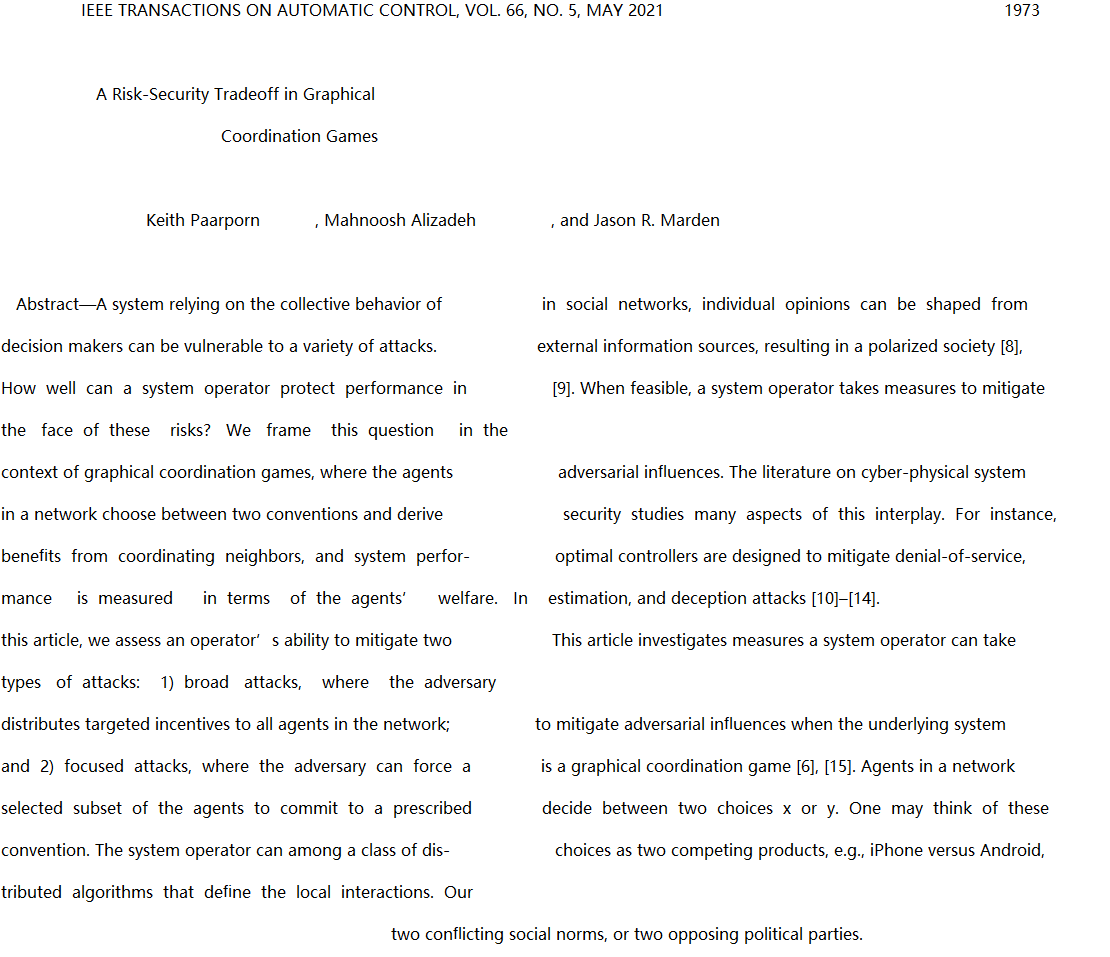 IEEE TRANSACTIONS ON AUTOMATIC CONTROL, VOL. 66, NO. 5, MAY 2021 1973
A Risk-Security Tradeoff in Graphical
Coordination Games
Keith Paarporn , Mahnoosh Alizadeh , and Jason R. Marden
Abstract—A system relying on the collective behavior of
decision makers can be vulnerable to a variety of attacks.
How well can a system operator protect performance in
the face of these risks? We frame this question in the
context of graphical coordination games, where the agents
in a network choose between two conventions and derive
benefits from coordinating neighbors, and system perfor-
mance is measured in terms of the agents’ welfare. In
this article, we assess an operator’ s ability to mitigate two
types of attacks: 1) broad attacks, where the adversary
distributes targeted incentives to all agents in the network;
and 2) focused attacks, where the adversary can force a
selected subset of the agents to commit to a prescribed
convention. The system operator can among a class of dis-
tributed algorithms that define the local interactions. Our
in social networks, individual opinions can be shaped from
external information sources, resulting in a polarized society [8],
[9]. When feasible, a system operator takes measures to mitigate
adversarial influences. The literature on cyber-physical system
security studies many aspects of this interplay. For instance,
optimal controllers are designed to mitigate denial-of-service,
estimation, and deception attacks [10]–[14].
This article investigates measures a system operator can take
to mitigate adversarial influences when the underlying system
is a graphical coordination game [6], [15]. Agents in a network
decide between two choices x or y. One may think of these
choices as two competing products, e.g., iPhone versus Android,
two conflicting social norms, or two opposing political parties.